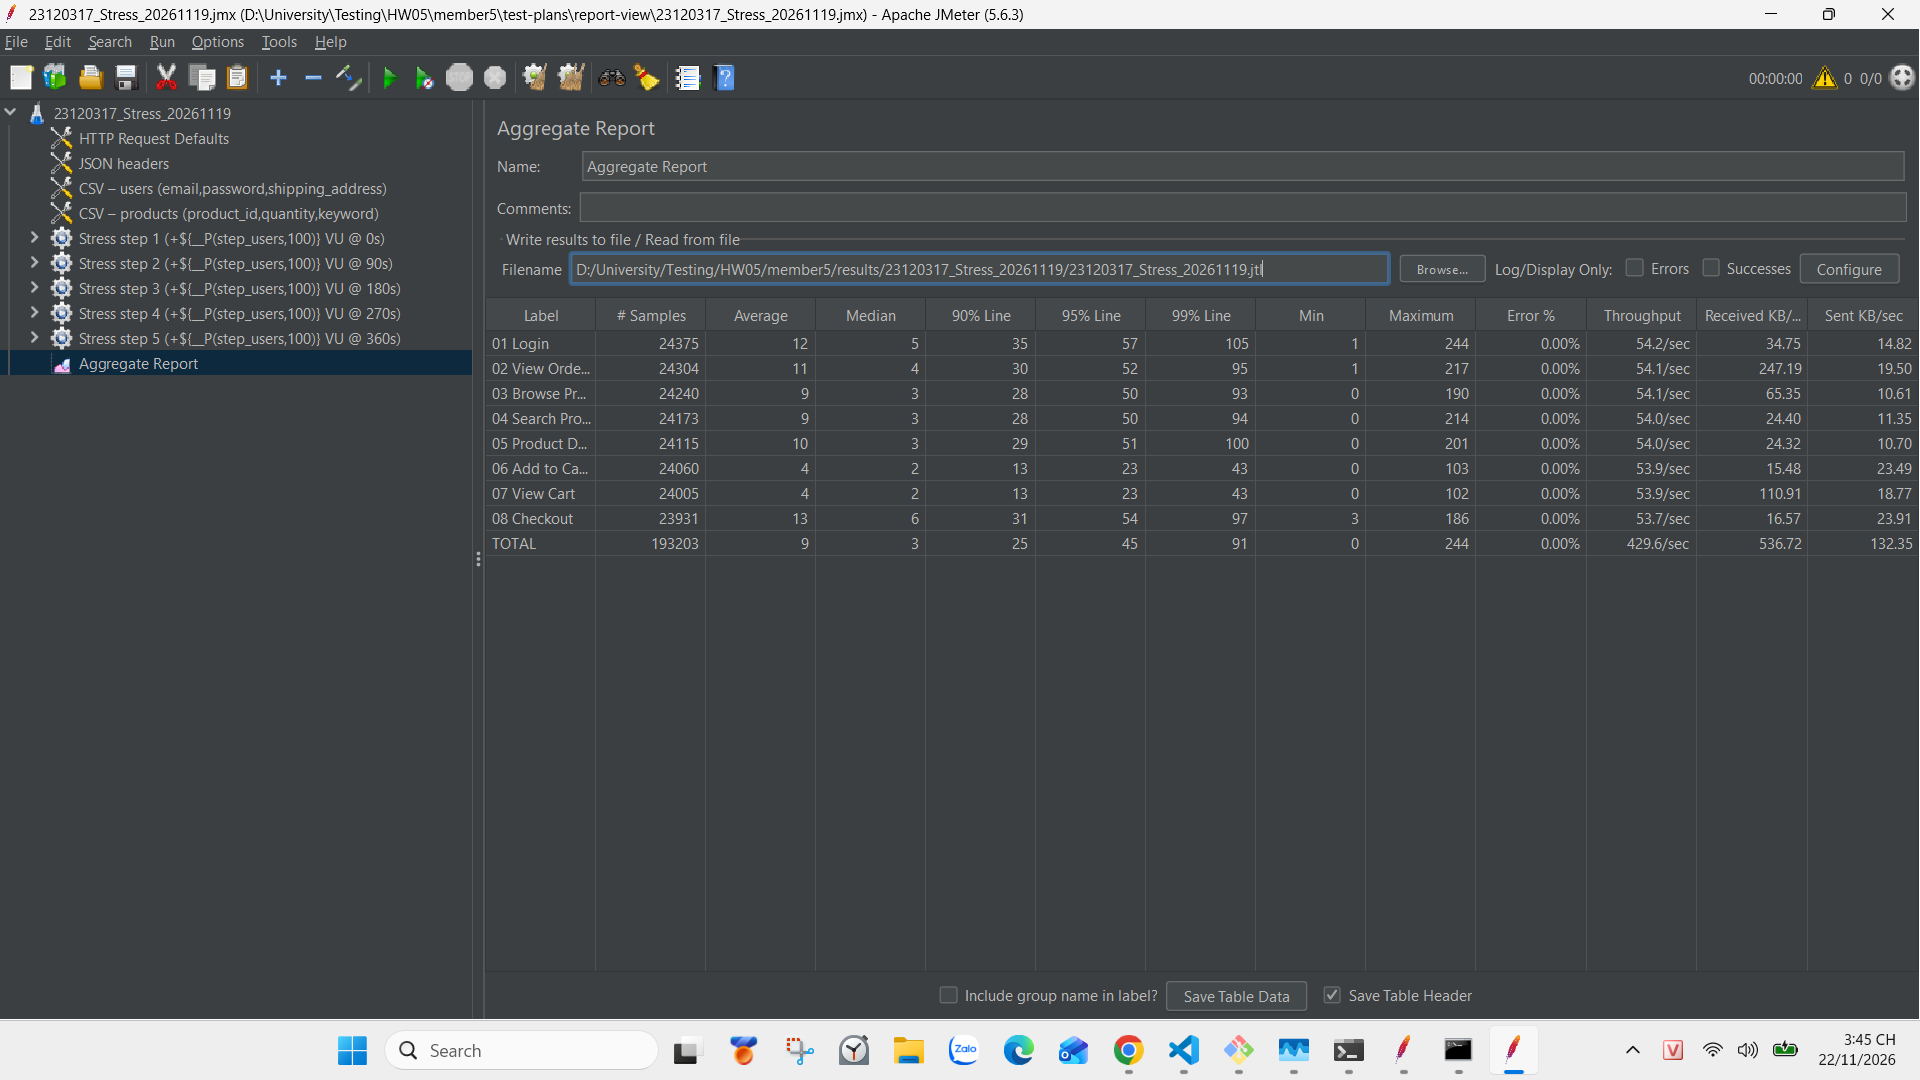 23120317_Stress_20261119.jmx (D:\University\Testing\HW05\member5\test-plans\report-view\23120317_Stress_20261119.jmx) - Apache JMeter (5.6.3)
File Edit Search Run Options Tools Help
STOP
00:00:00 0 0/0
23120317_Stress_20261119
HTTP Request Defaults
JSON headers
CSV – users (email,password,shipping_address)
CSV – products (product_id,quantity,keyword)
Stress step 1 (+${__P(step_users,100)} VU @ 0s)
Stress step 2 (+${__P(step_users,100)} VU @ 90s)
Stress step 3 (+${__P(step_users,100)} VU @ 180s)
Stress step 4 (+${__P(step_users,100)} VU @ 270s)
Stress step 5 (+${__P(step_users,100)} VU @ 360s)
Aggregate Report
Aggregate Report
Name: Aggregate Report
Comments:
Write results to file / Read from file
Filename D:/University/Testing/HW05/member5/results/23120317_Stress_20261119/23120317_Stress_20261119.jtl Browse... Log/Display Only: Errors Successes Configure
Label # Samples Average Median 90% Line 95% Line 99% Line Min Maximum Error % Throughput Received KB/... Sent KB/sec
01 Login 24375 12 5 35 57 105 1 244 0.00% 54.2/sec 34.75 14.82
02 View Orde... 24304 11 4 30 52 95 1 217 0.00% 54.1/sec 247.19 19.50
03 Browse Pr... 24240 9 3 28 50 93 0 190 0.00% 54.1/sec 65.35 10.61
04 Search Pro... 24173 9 3 28 50 94 0 214 0.00% 54.0/sec 24.40 11.35
05 Product D... 24115 10 3 29 51 100 0 201 0.00% 54.0/sec 24.32 10.70
06 Add to Ca... 24060 4 2 13 23 43 0 103 0.00% 53.9/sec 15.48 23.49
07 View Cart 24005 4 2 13 23 43 0 102 0.00% 53.9/sec 110.91 18.77
08 Checkout 23931 13 6 31 54 97 3 186 0.00% 53.7/sec 16.57 23.91
TOTAL 193203 9 3 25 45 91 0 244 0.00% 429.6/sec 536.72 132.35
Include group name in label? Save Table Data Save Table Header
Search
Zalo
V
3:45 CH
22/11/2026